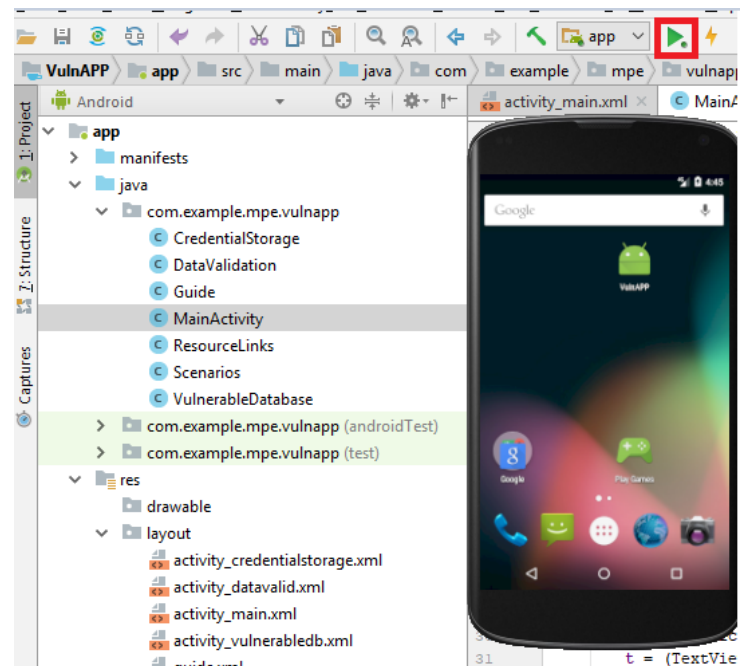 app
VulnAPP app src main java com example mpe vulnapp
Android
activity_main.xml
MainA
1: Project
Z: Structure
Captures
app
manifests
java
com.example.mpe.vulnapp
CredentialStorage
DataValidation
Guide
MainActivity
ResourceLinks
Scenarios
VulnerableDatabase
com.example.mpe.vulnapp (androidTest)
com.example.mpe.vulnapp (test)
res
drawable
layout
activity_credentialstorage.xml
activity_datavalid.xml
activity_main.xml
activity_vulnerabledb.xml
4:45
Google
VulnAPP
8
Google
Play Games
31 t = (TextVie